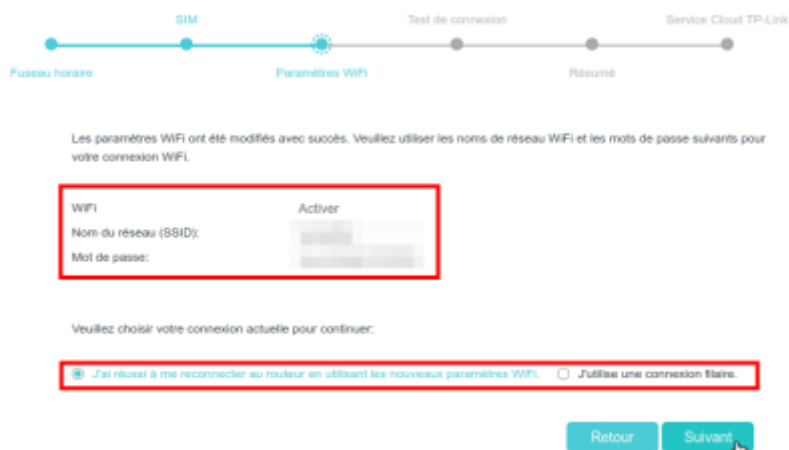 SIM
Test de connexion
Service Cloud TP-Link
Fuseau horaire
Paramètres WiFi
Résumé
Les paramètres WiFi ont été modifiés avec succès. Veuillez utiliser les noms de réseau WiFi et les mots de passe suivants pour
votre connexion WiFi.
WiFi Activer
Nom du réseau (SSID):
Mot de passe:
Veuillez choisir votre connexion actuelle pour continuer:
J'ai réussi à me reconnecter au routeur en utilisant les nouveaux paramètres WiFi. J'utilise une connexion filaire.
Retour Suivant